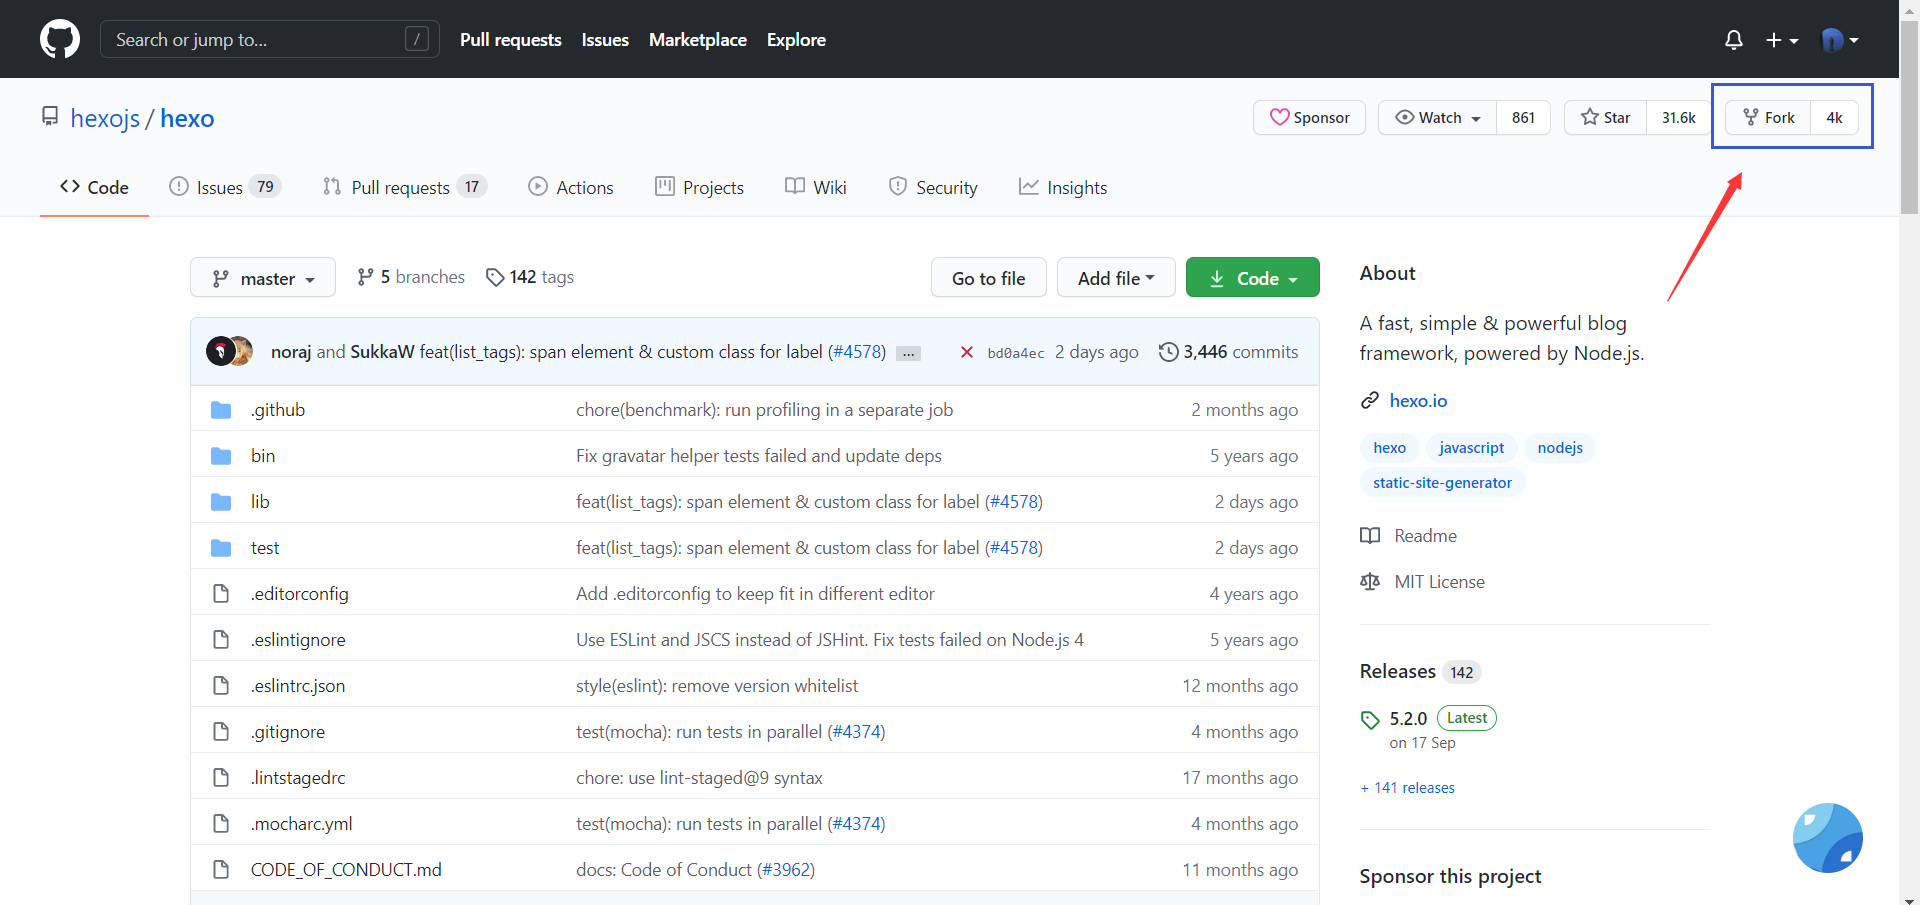 Search or jump to... /
Pull requests Issues Marketplace Explore
hexojs / hexo
Sponsor Watch 861 Star 31.6k Fork 4k
Code Issues 79 Pull requests 17 Actions Projects Wiki Security Insights
master 5 branches 142 tags Go to file Add file Code
noraj and SukkaW feat(list_tags): span element & custom class for label (#4578) ... bd0a4ec 2 days ago 3,446 commits
.github chore(benchmark): run profiling in a separate job 2 months ago
bin Fix gravatar helper tests failed and update deps 5 years ago
lib feat(list_tags): span element & custom class for label (#4578) 2 days ago
test feat(list_tags): span element & custom class for label (#4578) 2 days ago
.editorconfig Add .editorconfig to keep fit in different editor 4 years ago
.eslintignore Use ESLint and JSCS instead of JSHint. Fix tests failed on Node.js 4 5 years ago
.eslintrc.json style(eslint): remove version whitelist 12 months ago
.gitignore test(mocha): run tests in parallel (#4374) 4 months ago
.lintstagedrc chore: use lint-staged@9 syntax 17 months ago
.mocharc.yml test(mocha): run tests in parallel (#4374) 4 months ago
CODE_OF_CONDUCT.md docs: Code of Conduct (#3962) 11 months ago
About
A fast, simple & powerful blog
framework, powered by Node.js.
hexo.io
hexo javascript nodejs
static-site-generator
Readme
MIT License
Releases 142
5.2.0 Latest
on 17 Sep
+ 141 releases
Sponsor this project